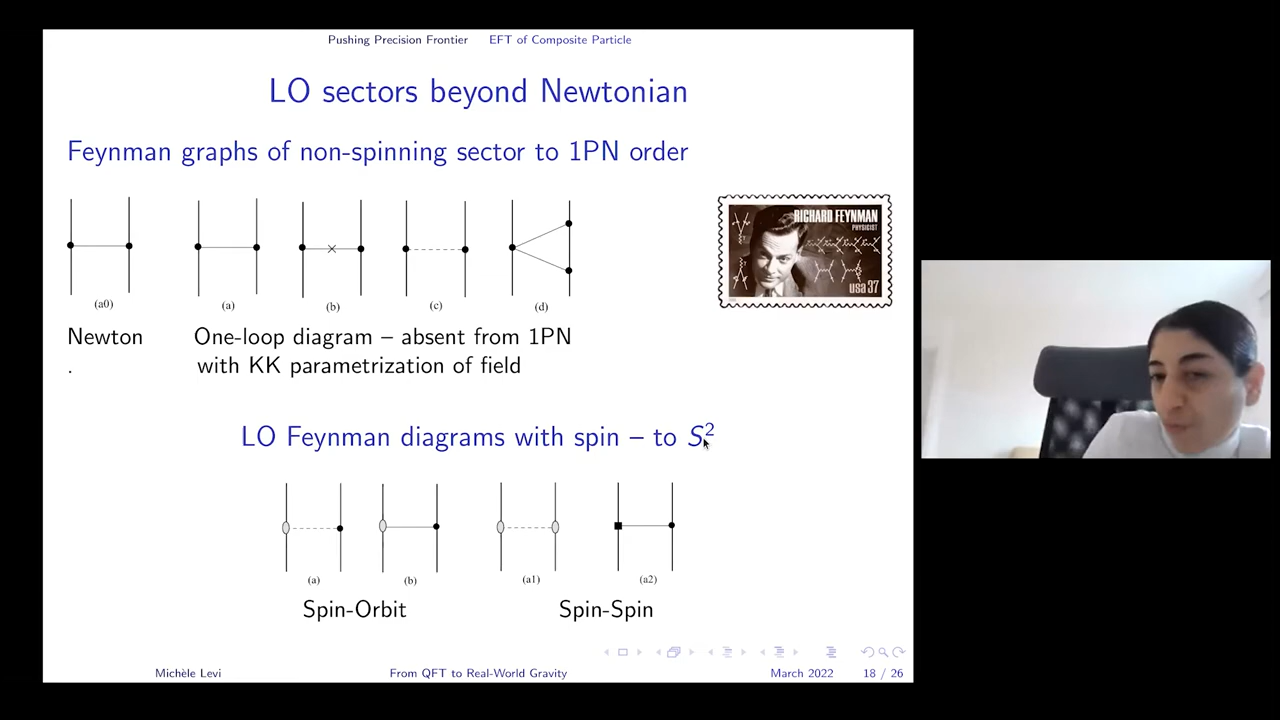 Pushing Precision Frontier EFT of Composite Particle
LO sectors beyond Newtonian
Feynman graphs of non-spinning sector to 1PN order
(a0) (a) (b) (c) (d)
RICHARD FEYNMAN
PHYSICIST
usa 37
Newton One-loop diagram – absent from 1PN
. with KK parametrization of field
LO Feynman diagrams with spin – to S²
(a) (b) (a1) (a2)
Spin-Orbit Spin-Spin
Michèle Levi From QFT to Real-World Gravity March 2022 18 / 26